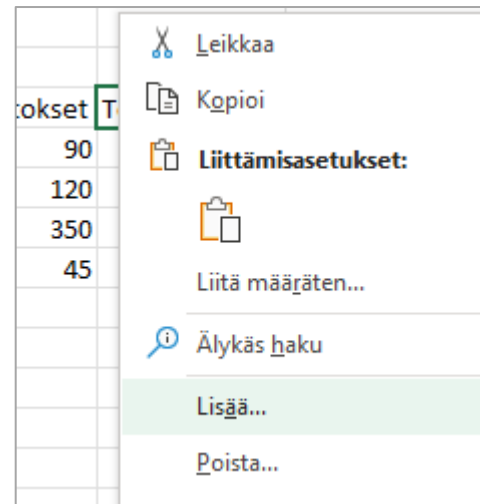 Leikkaa
Kopioi
Liittämisasetukset:
Liitä määräten...
Älykäs haku
Lisää...
Poista...
tokset
90
120
350
45